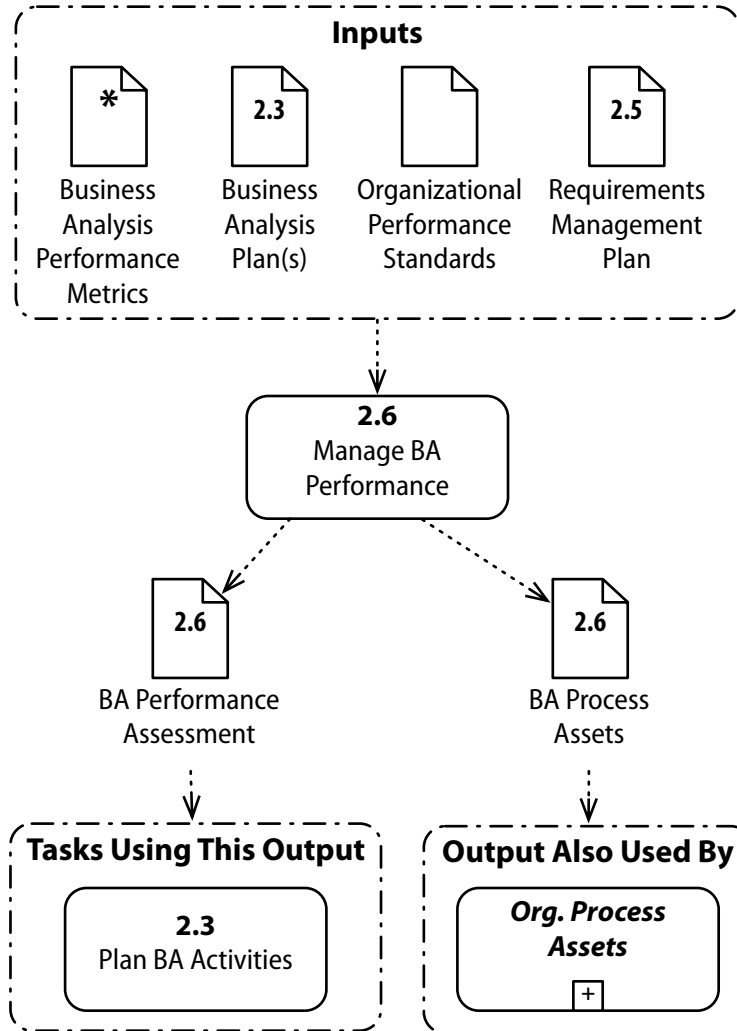 Inputs
*
2.3
2.5
Business
Analysis
Performance
Metrics
Business
Analysis
Plan(s)
Organizational
Performance
Standards
Requirements
Management
Plan
2.6
Manage BA
Performance
2.6
2.6
BA Performance
Assessment
BA Process
Assets
Tasks Using This Output
2.3
Plan BA Activities
Output Also Used By
Org. Process
Assets
+